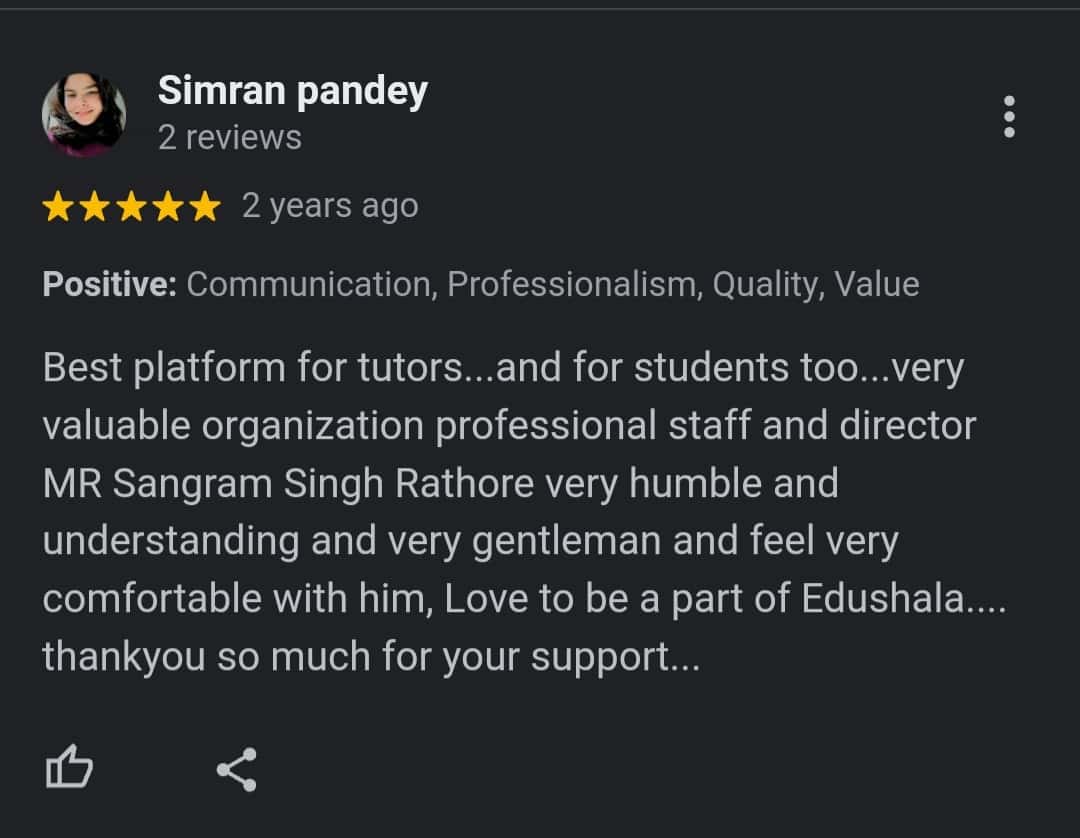 Simran pandey
2 reviews
2 years ago
Positive: Communication, Professionalism, Quality, Value
Best platform for tutors...and for students too...very
valuable organization professional staff and director
MR Sangram Singh Rathore very humble and
understanding and very gentleman and feel very
comfortable with him, Love to be a part of Edushala....
thankyou so much for your support...